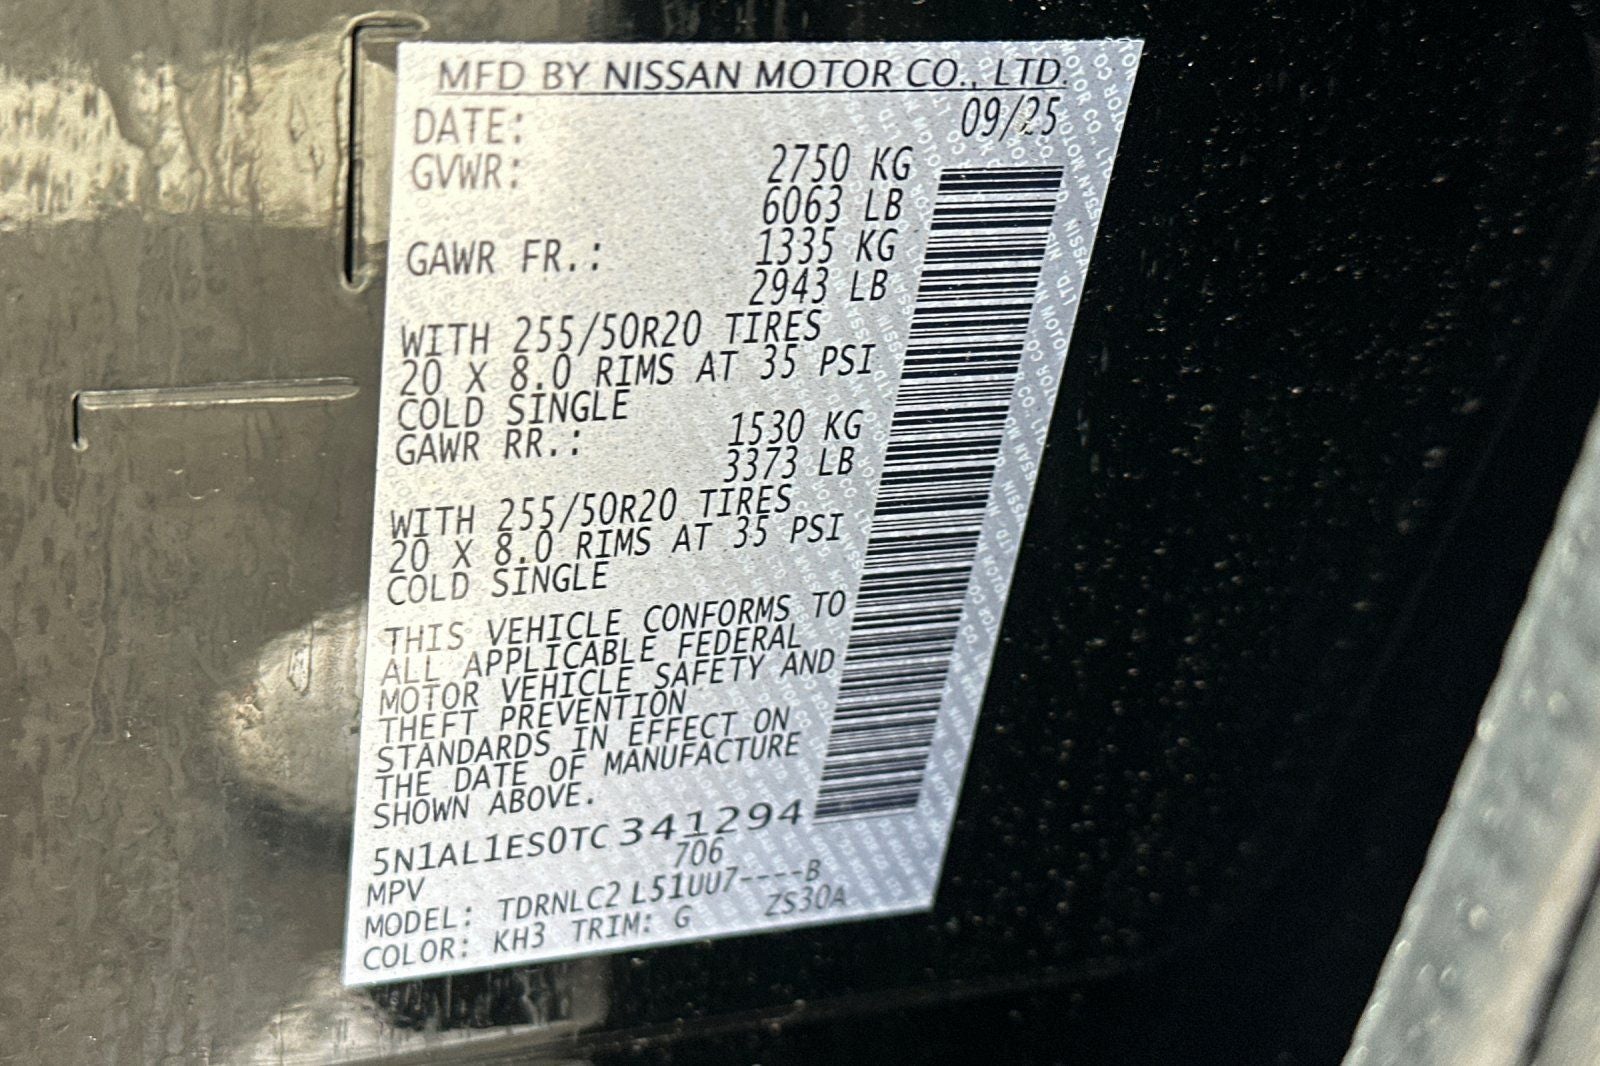 MFD BY NISSAN MOTOR CO., LTD.
DATE: 09/25
GVWR: 2750 KG
6063 LB
GAWR FR.: 1335 KG
2943 LB
WITH 255/50R20 TIRES
20 X 8.0 RIMS AT 35 PSI
COLD SINGLE
GAWR RR.: 1530 KG
3373 LB
WITH 255/50R20 TIRES
20 X 8.0 RIMS AT 35 PSI
COLD SINGLE
THIS VEHICLE CONFORMS TO
ALL APPLICABLE FEDERAL
MOTOR VEHICLE SAFETY AND
THEFT PREVENTION
STANDARDS IN EFFECT ON
THE DATE OF MANUFACTURE
SHOWN ABOVE.
5N1AL1ES0TC341294
MPV 706
MODEL: TDRNLC2 L51UU7----B
COLOR: KH3 TRIM: G ZS30A